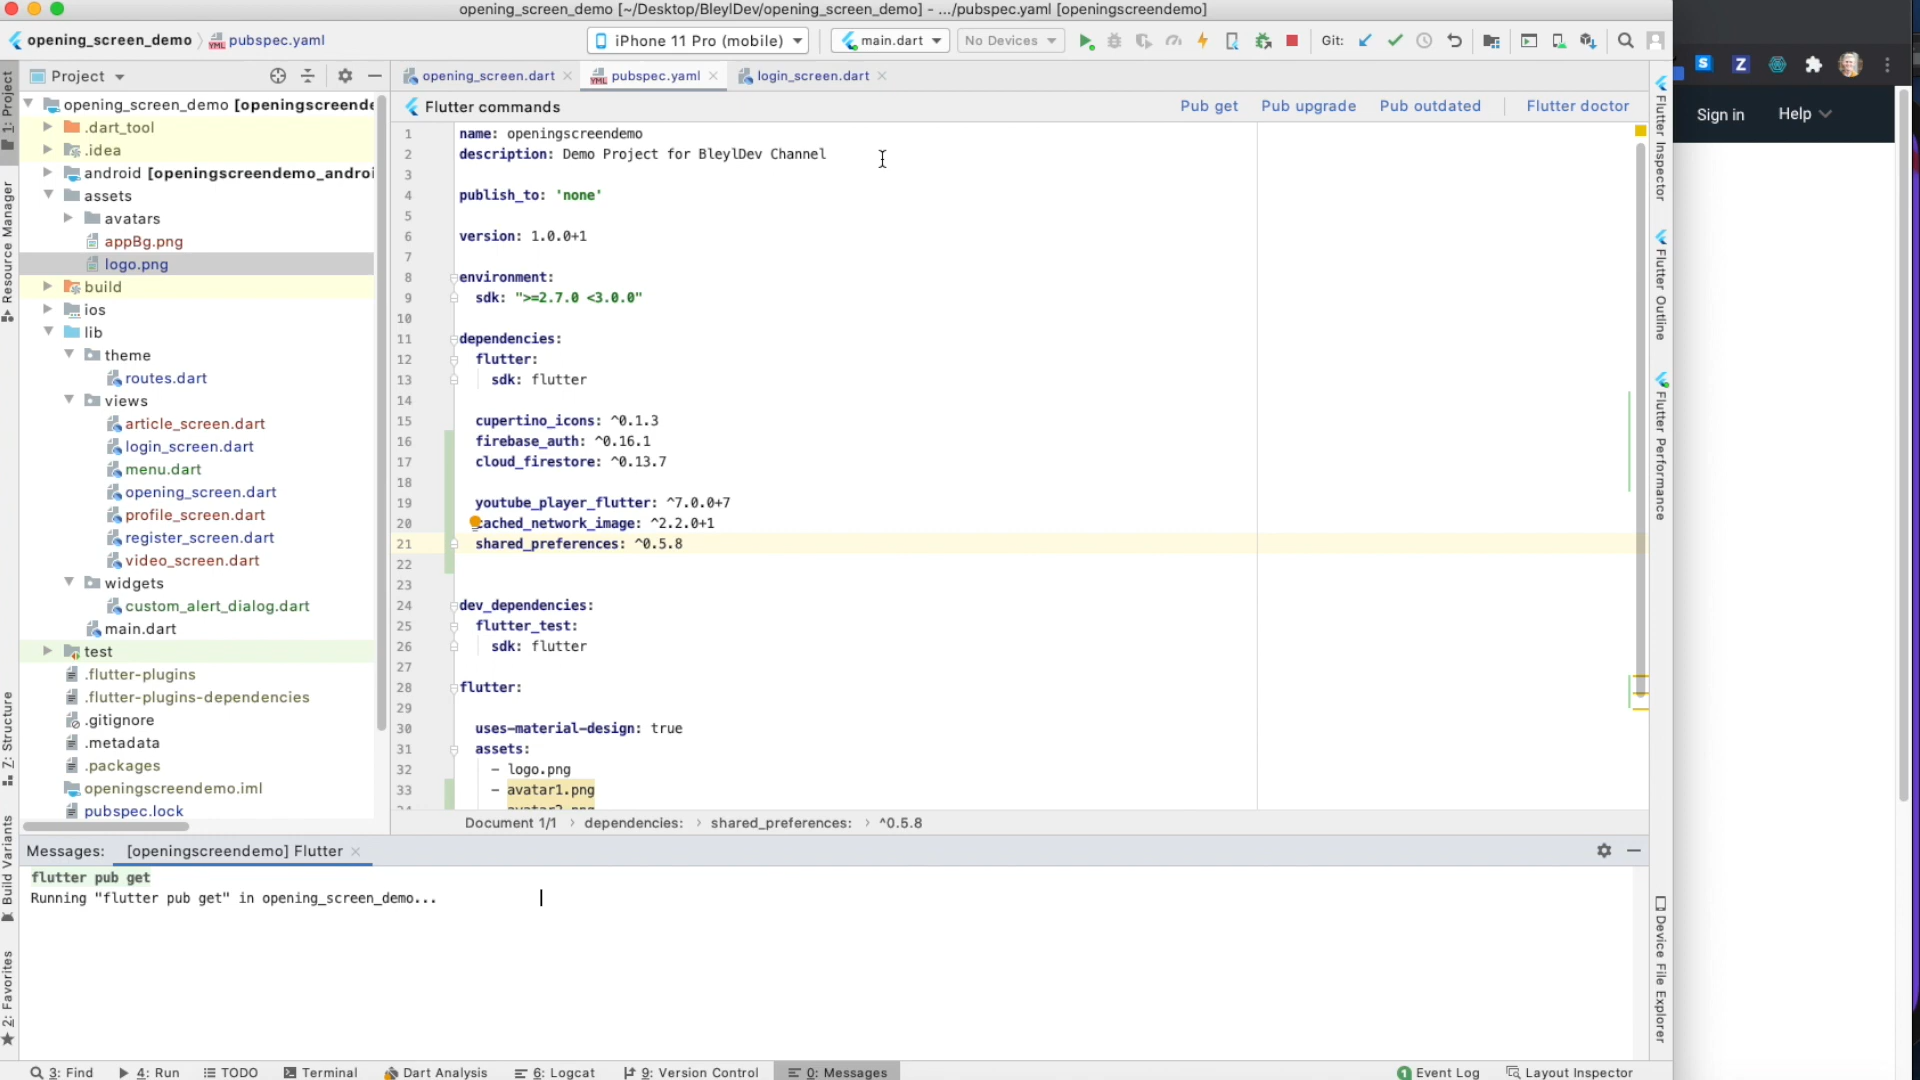 opening_screen_demo [~/Desktop/BleylDev/opening_screen_demo] - .../pubspec.yaml [openingscreendemo]
opening_screen_demo pubspec.yaml
iPhone 11 Pro (mobile) main.dart No Devices Git:
Project
opening_screen.dart pubspec.yaml login_screen.dart
Flutter commands Pub get Pub upgrade Pub outdated Flutter doctor
Sign in Help
1: Project
Resource Manager
Z: Structure
Build Variants
2: Favorites
opening_screen_demo [openingscreende
.dart_tool
.idea
android [openingscreendemo_androi
assets
avatars
appBg.png
logo.png
build
ios
lib
theme
routes.dart
views
article_screen.dart
login_screen.dart
menu.dart
opening_screen.dart
profile_screen.dart
register_screen.dart
video_screen.dart
widgets
custom_alert_dialog.dart
main.dart
test
.flutter-plugins
.flutter-plugins-dependencies
.gitignore
.metadata
.packages
openingscreendemo.iml
pubspec.lock
1 name: openingscreendemo
2 description: Demo Project for BleylDev Channel
3
4 publish_to: 'none'
5
6 version: 1.0.0+1
7
8 environment:
9 sdk: ">=2.7.0 <3.0.0"
10
11 dependencies:
12 flutter:
13 sdk: flutter
14
15 cupertino_icons: ^0.1.3
16 firebase_auth: ^0.16.1
17 cloud_firestore: ^0.13.7
18
19 youtube_player_flutter: ^7.0.0+7
20 cached_network_image: ^2.2.0+1
21 shared_preferences: ^0.5.8
22
23
24 dev_dependencies:
25 flutter_test:
26 sdk: flutter
27
28 flutter:
29
30 uses-material-design: true
31 assets:
32 - logo.png
33 - avatar1.png
Document 1/1 dependencies: shared_preferences: ^0.5.8
Flutter Inspector
Flutter Outline
Flutter Performance
Device File Explorer
Messages: [openingscreendemo] Flutter
flutter pub get
Running "flutter pub get" in opening_screen_demo...
3: Find 4: Run TODO Terminal Dart Analysis 6: Logcat 9: Version Control 0: Messages 1 Event Log Layout Inspector